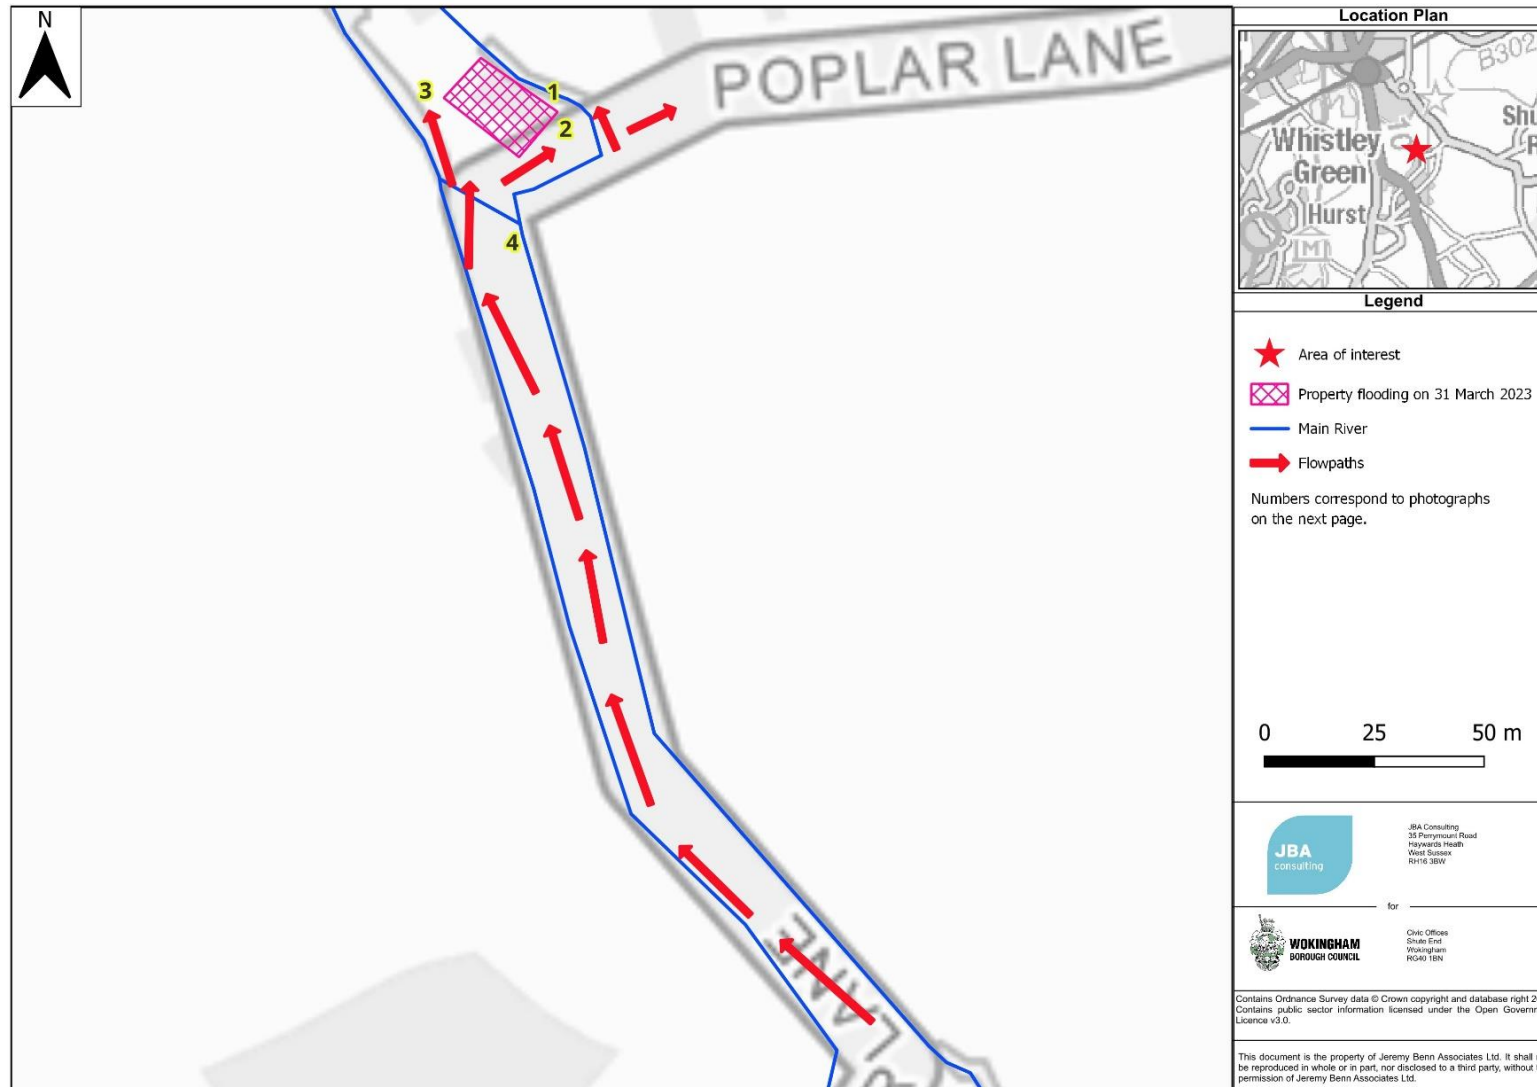 N
POPLAR LANE
3
1
2
4
LANE
Location Plan
B302
Whistley
Green
Hurst
M
Shu
Legend
Area of interest
Property flooding on 31 March 2023
Main River
Flowpaths
Numbers correspond to photographs
on the next page.
0 25 50 m
JBA
consulting
JBA Consulting
35 Perrymount Road
Haywards Heath
West Sussex
RH16 3BW
for
WOKINGHAM
BOROUGH COUNCIL
Civic Offices
Shute End
Wokingham
RG40 1BN
Contains Ordnance Survey data © Crown copyright and database right 2
Contains public sector information licensed under the Open Governm
Licence v3.0.
This document is the property of Jeremy Benn Associates Ltd. It shall
be reproduced in whole or in part, nor disclosed to a third party, without
permission of Jeremy Benn Associates Ltd.